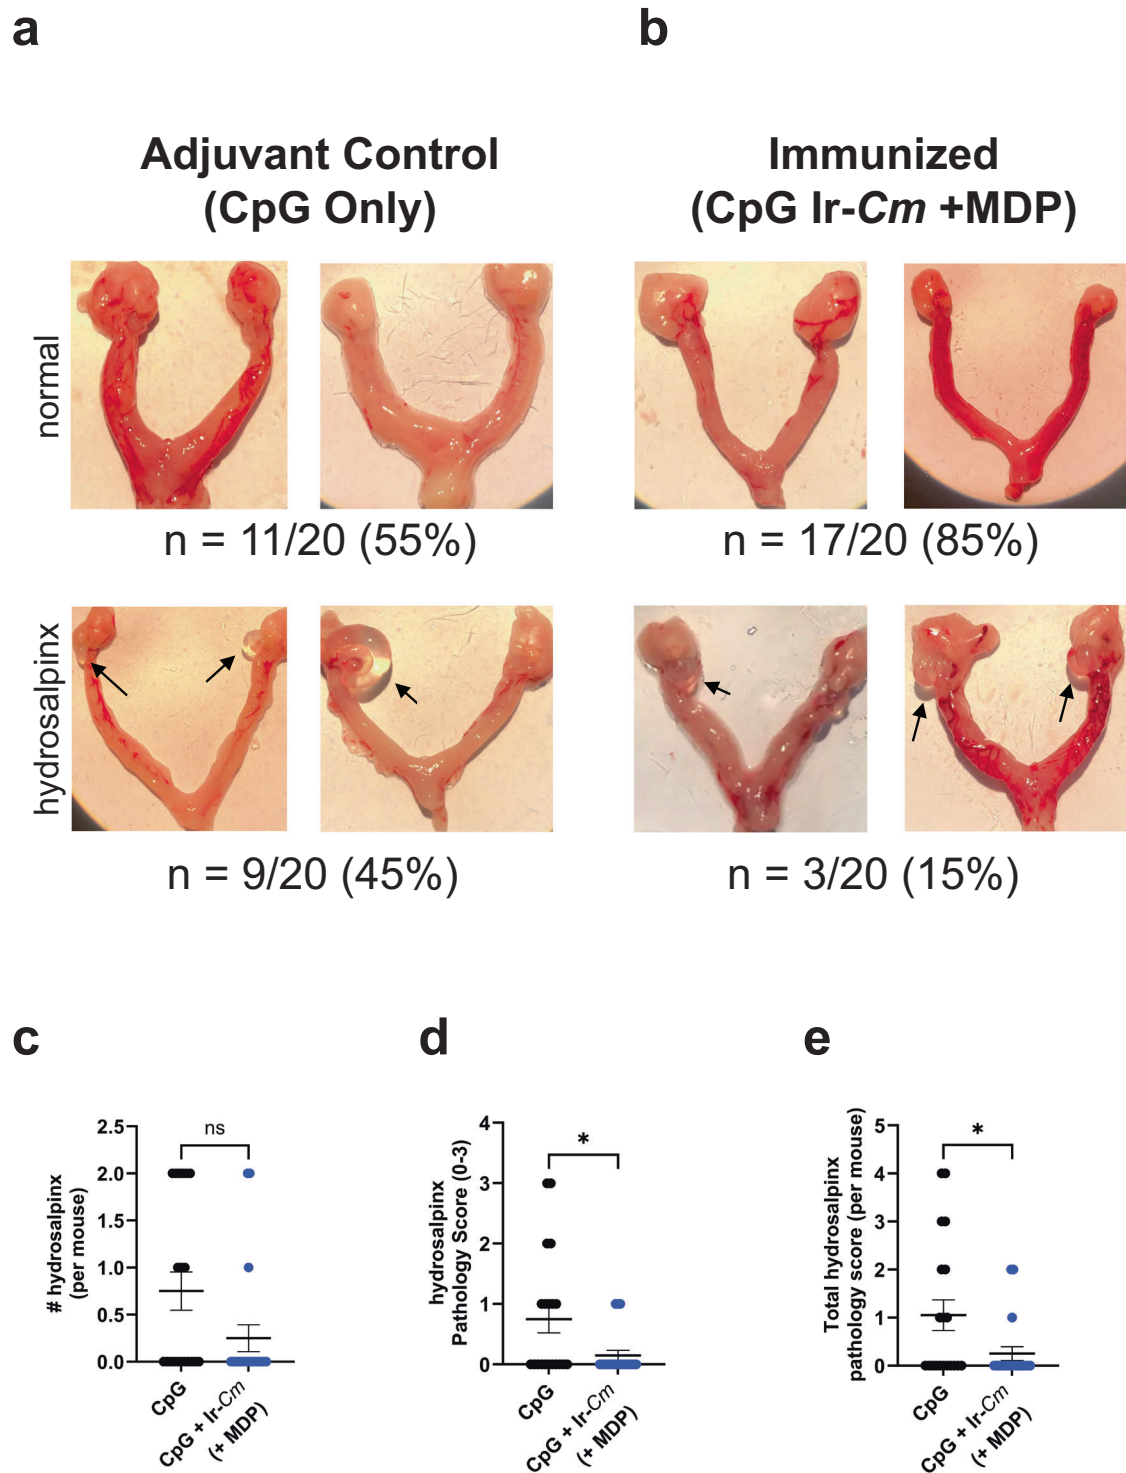 a
b
Adjuvant Control
(CpG Only)
Immunized
(CpG Ir-Cm +MDP)
normal
n = 11/20 (55%)
n = 17/20 (85%)
hydrosalpinx
n = 9/20 (45%)
n = 3/20 (15%)
c
# hydrosalpinx
(per mouse)
2.5
2.0
1.5
1.0
0.5
0.0
ns
CpG
CpG + Ir-Cm
(+ MDP)
d
hydrosalpinx
Pathology Score (0-3)
4
3
2
1
0
*
CpG
CpG + Ir-Cm
(+ MDP)
e
Total hydrosalpinx
pathology score (per mouse)
5
4
3
2
1
0
*
CpG
CpG + Ir-Cm
(+ MDP)